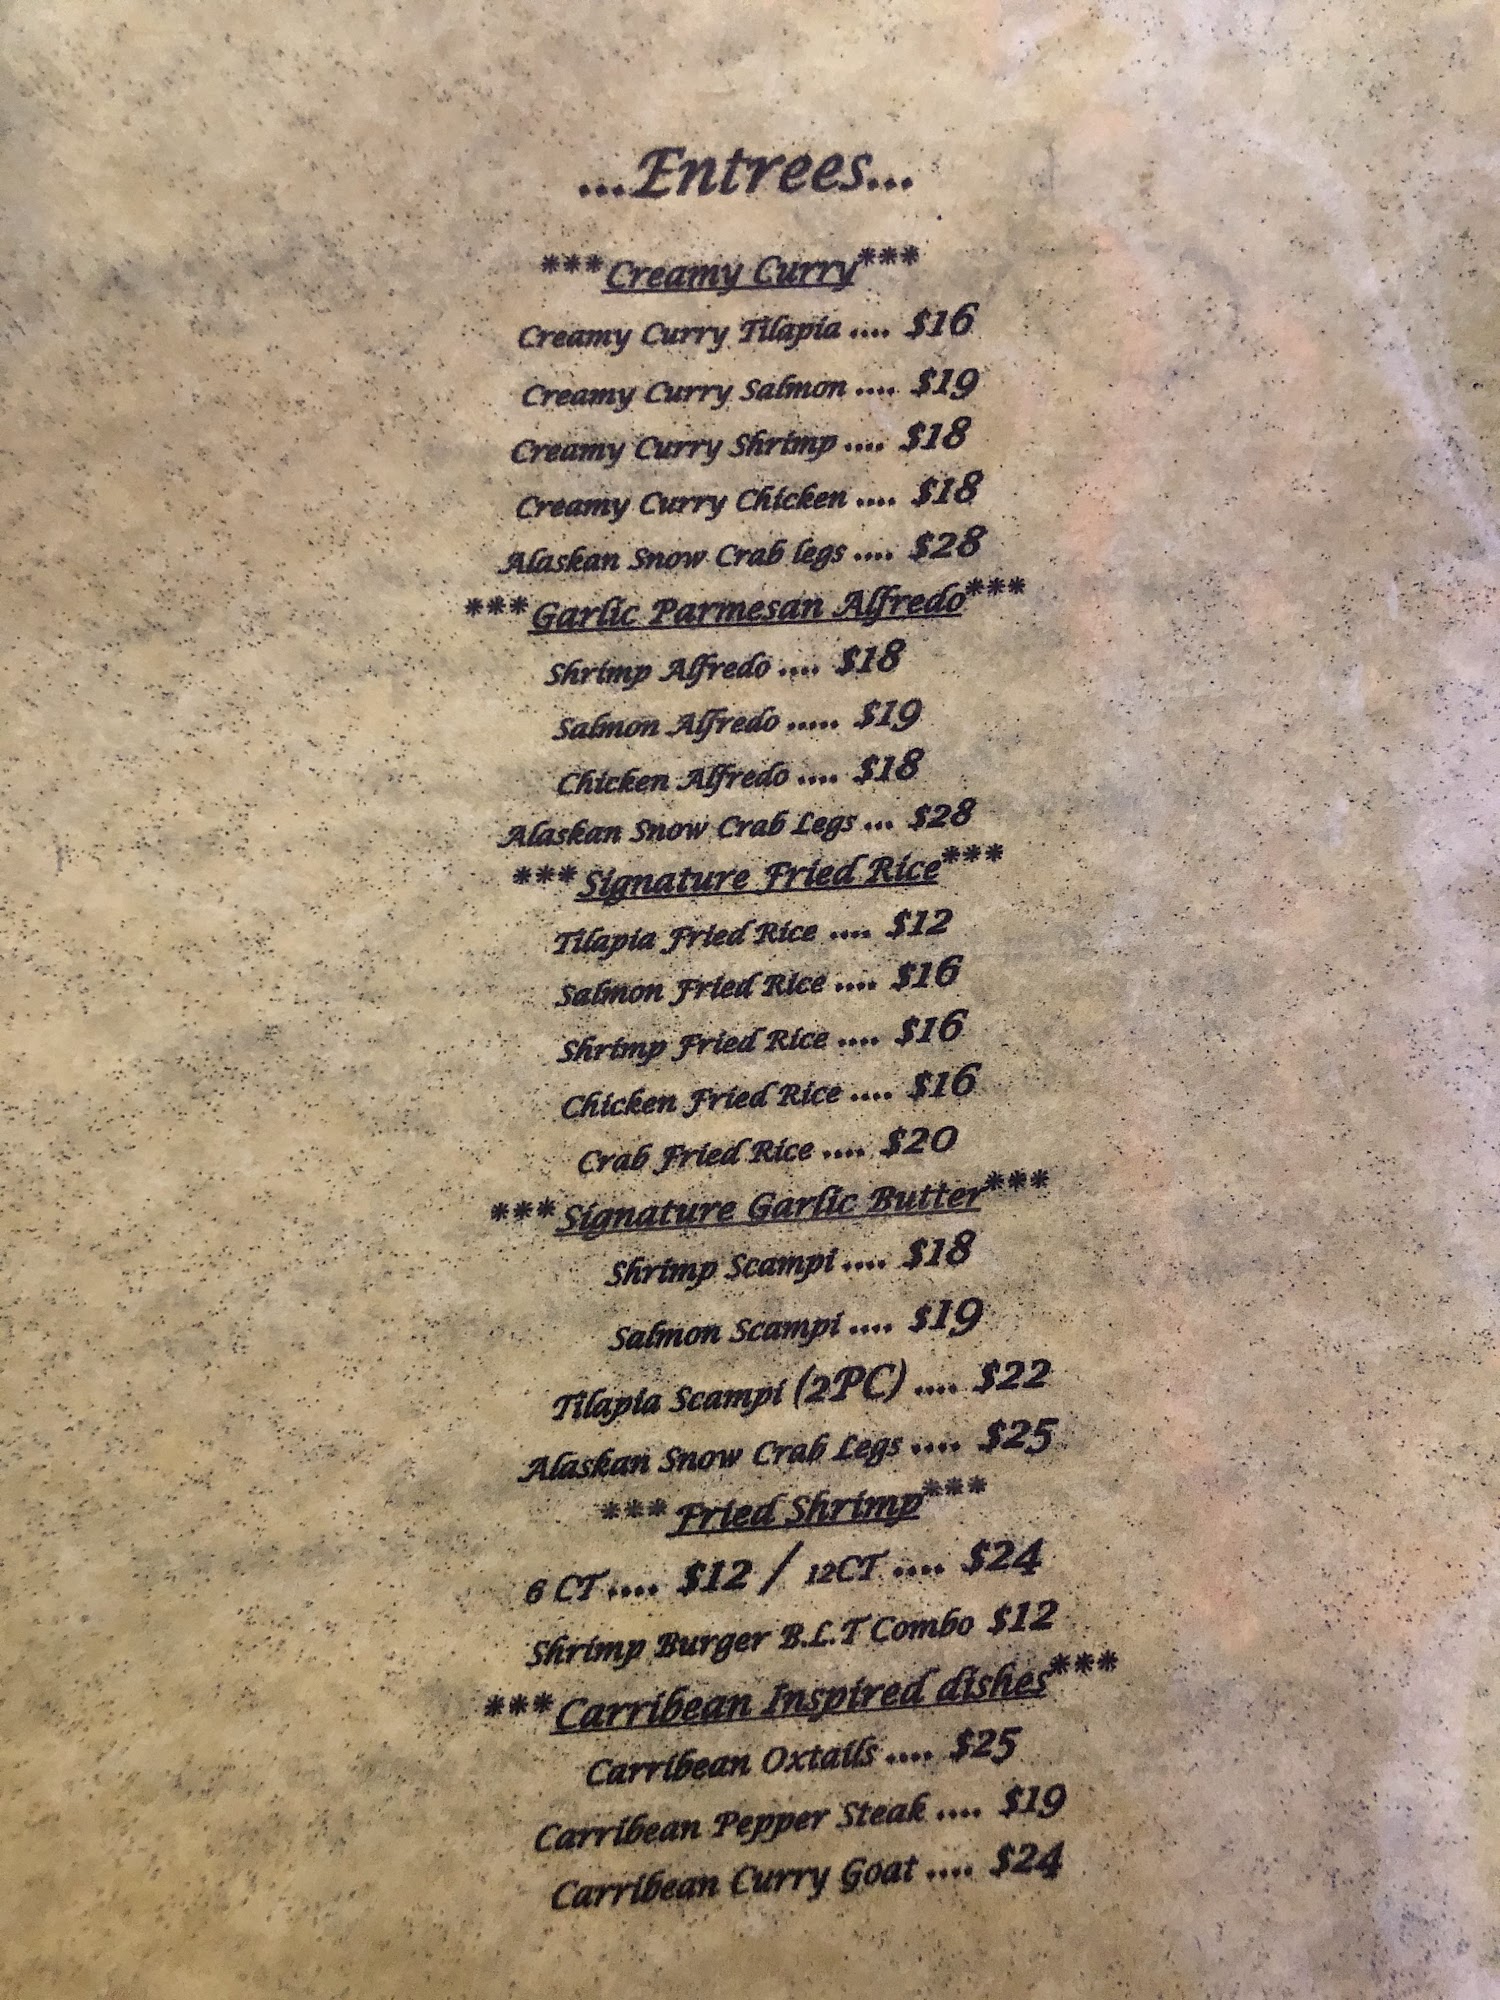 ...Entrees...
***Creamy Curry***
Creamy Curry Tilapia .... $16
Creamy Curry Salmon .... $19
Creamy Curry Shrimp .... $18
Creamy Curry Chicken .... $18
Alaskan Snow Crab legs .... $28
***Garlic Parmesan Alfredo***
Shrimp Alfredo .... $18
Salmon Alfredo ..... $19
Chicken Alfredo .... $18
Alaskan Snow Crab Legs ... $28
***Signature Fried Rice***
Tilapia Fried Rice .... $12
Salmon Fried Rice .... $16
Shrimp Fried Rice .... $16
Chicken Fried Rice .... $16
Crab Fried Rice .... $20
***Signature Garlic Butter***
Shrimp Scampi .... $18
Salmon Scampi .... $19
Tilapia Scampi (2PC) .... $22
Alaskan Snow Crab Legs .... $25
***Fried Shrimp***
6 CT .... $12 / 12CT .... $24
Shrimp Burger B.L.T Combo $12
***Carribean Inspired dishes***
Carribean Oxtails .... $25
Carribean Pepper Steak .... $19
Carribean Curry Goat .... $24